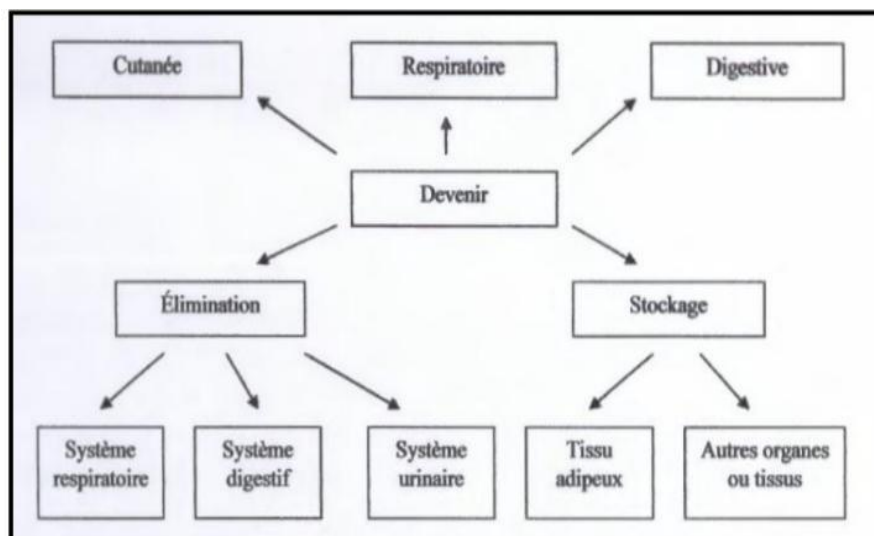 Cutanée
Respiratoire
Digestive
Devenir
Élimination
Stockage
Système
respiratoire
Système
digestif
Système
urinaire
Tissu
adipeux
Autres organes
ou tissus